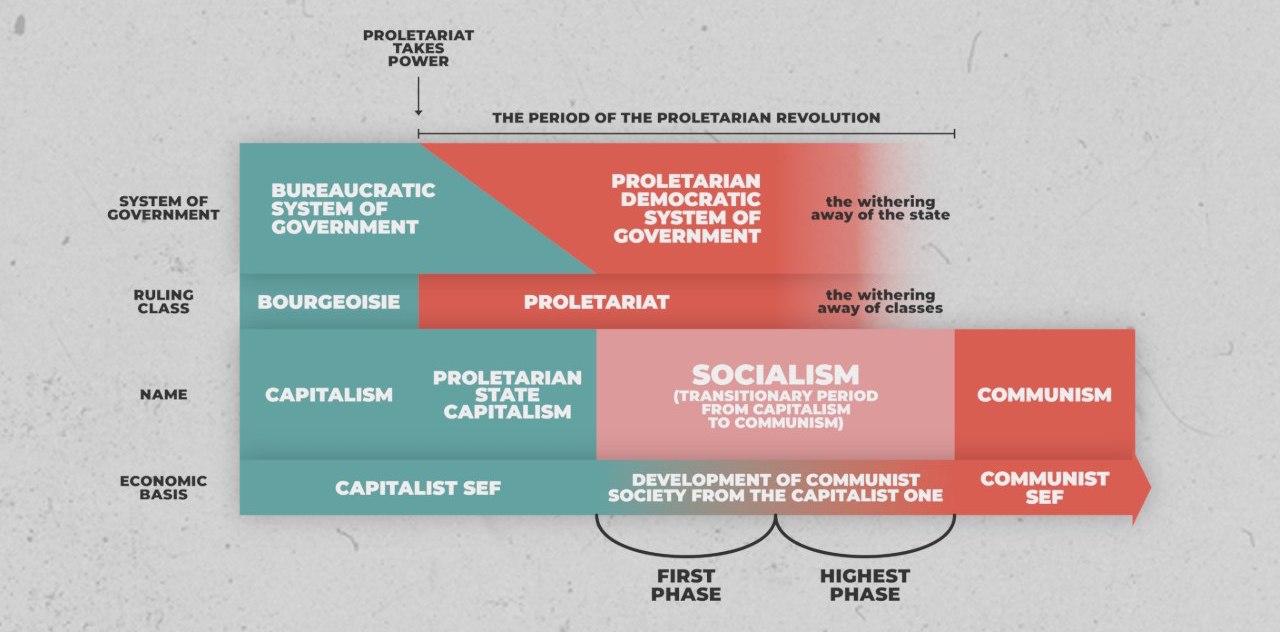 PROLETARIAT
TAKES
POWER
THE PERIOD OF THE PROLETARIAN REVOLUTION
SYSTEM OF
GOVERNMENT
BUREAUCRATIC
SYSTEM OF
GOVERNMENT
PROLETARIAN
DEMOCRATIC
SYSTEM OF
GOVERNMENT
the withering
away of the state
RULING
CLASS
BOURGEOISIE
PROLETARIAT
the withering
away of classes
NAME
CAPITALISM
PROLETARIAN
STATE
CAPITALISM
SOCIALISM
(TRANSITIONARY PERIOD
FROM CAPITALISM
TO COMMUNISM)
COMMUNISM
ECONOMIC
BASIS
CAPITALIST SEF
DEVELOPMENT OF COMMUNIST
SOCIETY FROM THE CAPITALIST ONE
COMMUNIST
SEF
FIRST
PHASE
HIGHEST
PHASE